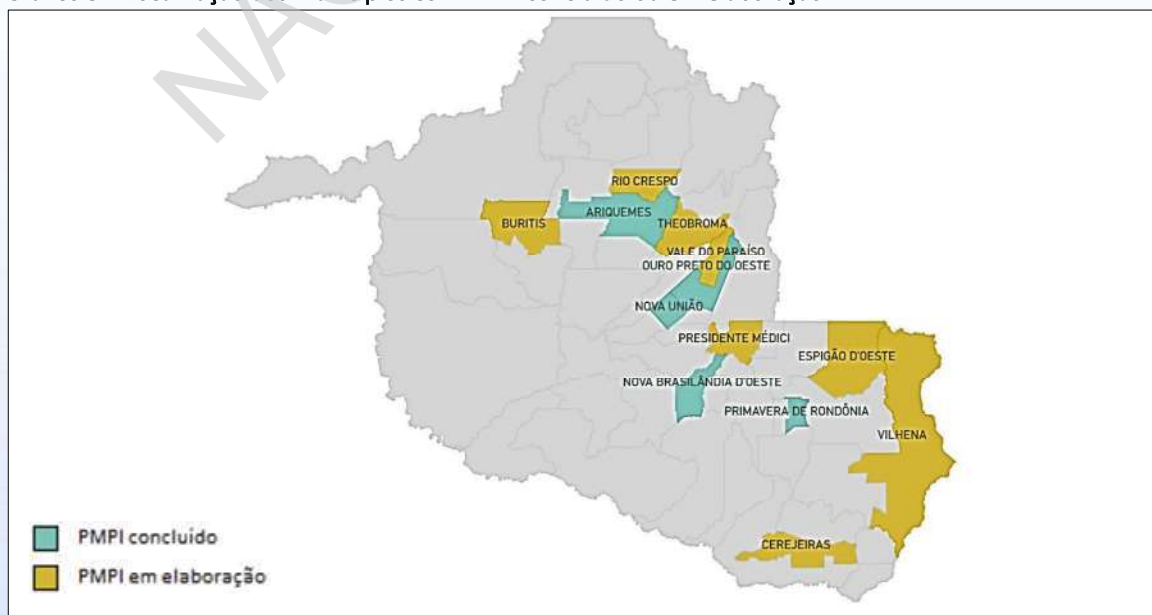 NAC
RIO CRESPO
ARIQUEMES
BURITIS
THEOBROMA
VALE DO PARAÍSO
OURO PRETO DO OESTE
NOVA UNIÃO
PRESIDENTE MÉDICI
ESPIGÃO D'OESTE
NOVA BRASILÂNDIA D'OESTE
PRIMAVERA DE RONDÔNIA
VILHENA
CEREJEIRAS
PMPI concluído
PMPI em elaboração